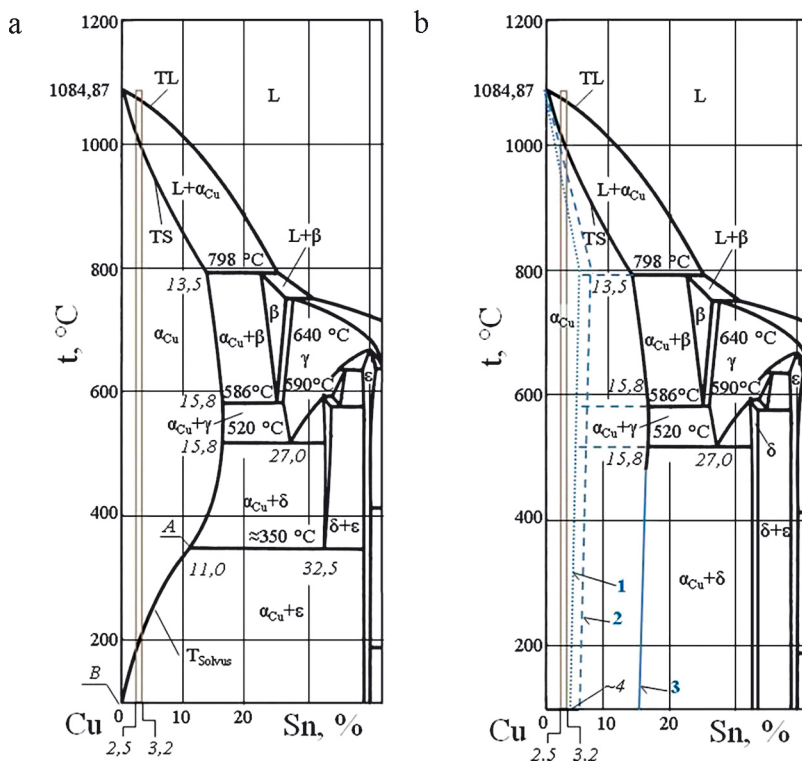 a
1200
1084,87
1000
800
600
400
200
t, °C
TL
L
L+αCu
TS
L+β
798 °C
13,5
αCu
αCu+β
β
640 °C
γ
ε
15,8
586°C
590°C
αCu+γ
520 °C
15,8
27,0
αCu+δ
A
≈350 °C
δ+ε
11,0
32,5
αCu+ε
TSolvus
B
0
10
20
Cu
Sn, %
2,5
3,2
b
1200
1084,87
1000
800
600
400
200
t, °C
TL
L
L+αCu
TS
L+β
798 °C
13,5
αCu
αCu+β
β
640 °C
γ
ε
15,8
586°C
590°C
αCu+γ
520 °C
δ
15,8
27,0
δ+ε
αCu+δ
1
2
~4
3
0
10
20
Cu
Sn, %
2,5
3,2